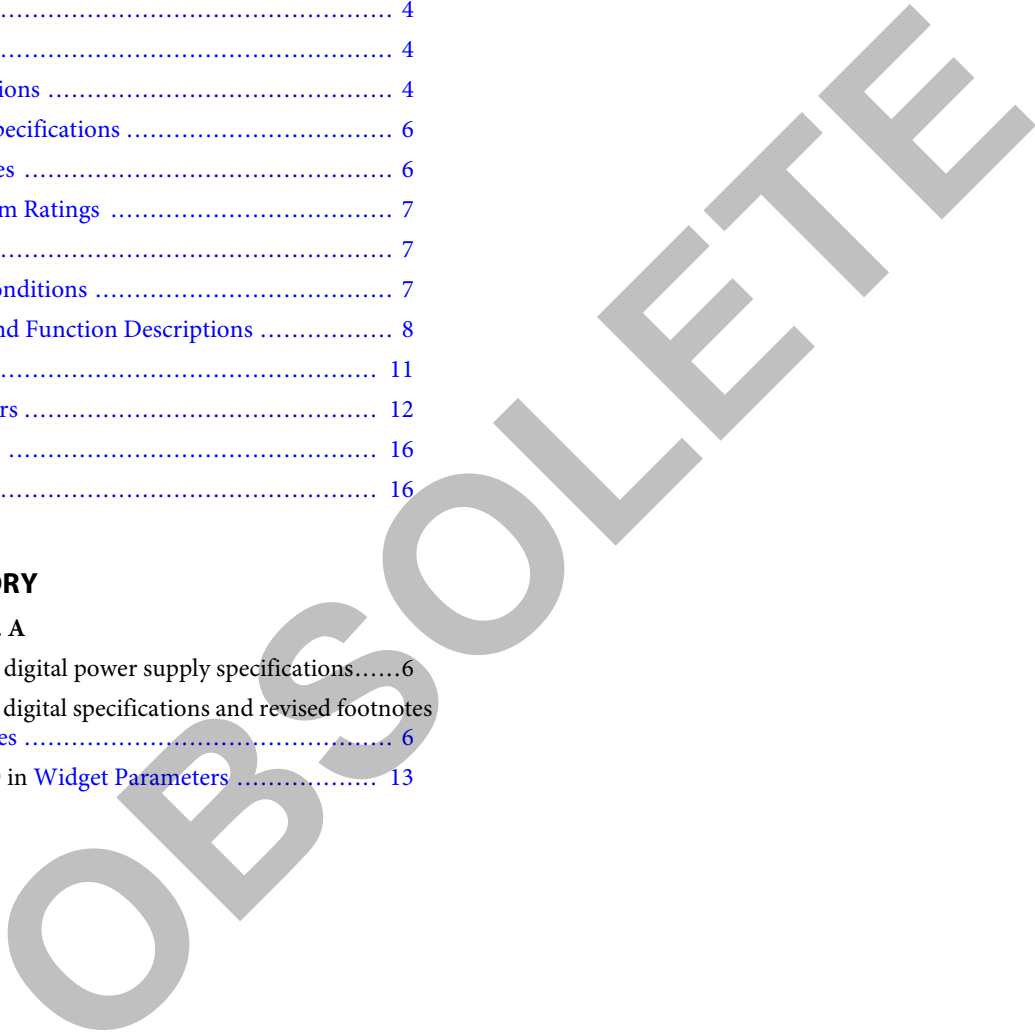 .................................................................. 4
.................................................................. 4
ions .......................................................... 4
pecifications ............................................. 6
es .............................................................. 6
m Ratings ............................................... 7
.................................................................. 7
onditions .................................................. 7
nd Function Descriptions ...................... 8
................................................................ 11
rs ............................................................ 12
.............................................................. 16
................................................................ 16
ORY
. A
digital power supply specifications......6
digital specifications and revised footnotes
es .............................................................. 6
in Widget Parameters ........................ 13
OBSOLETE